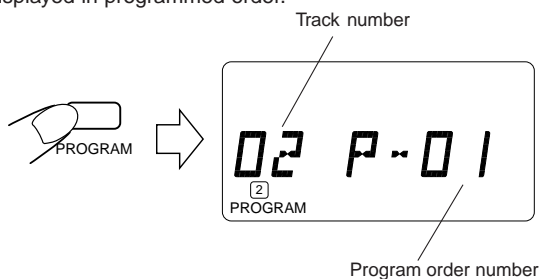 displayed in programmed order.
Track number
PROGRAM
02 P-01
2
PROGRAM
Program order number